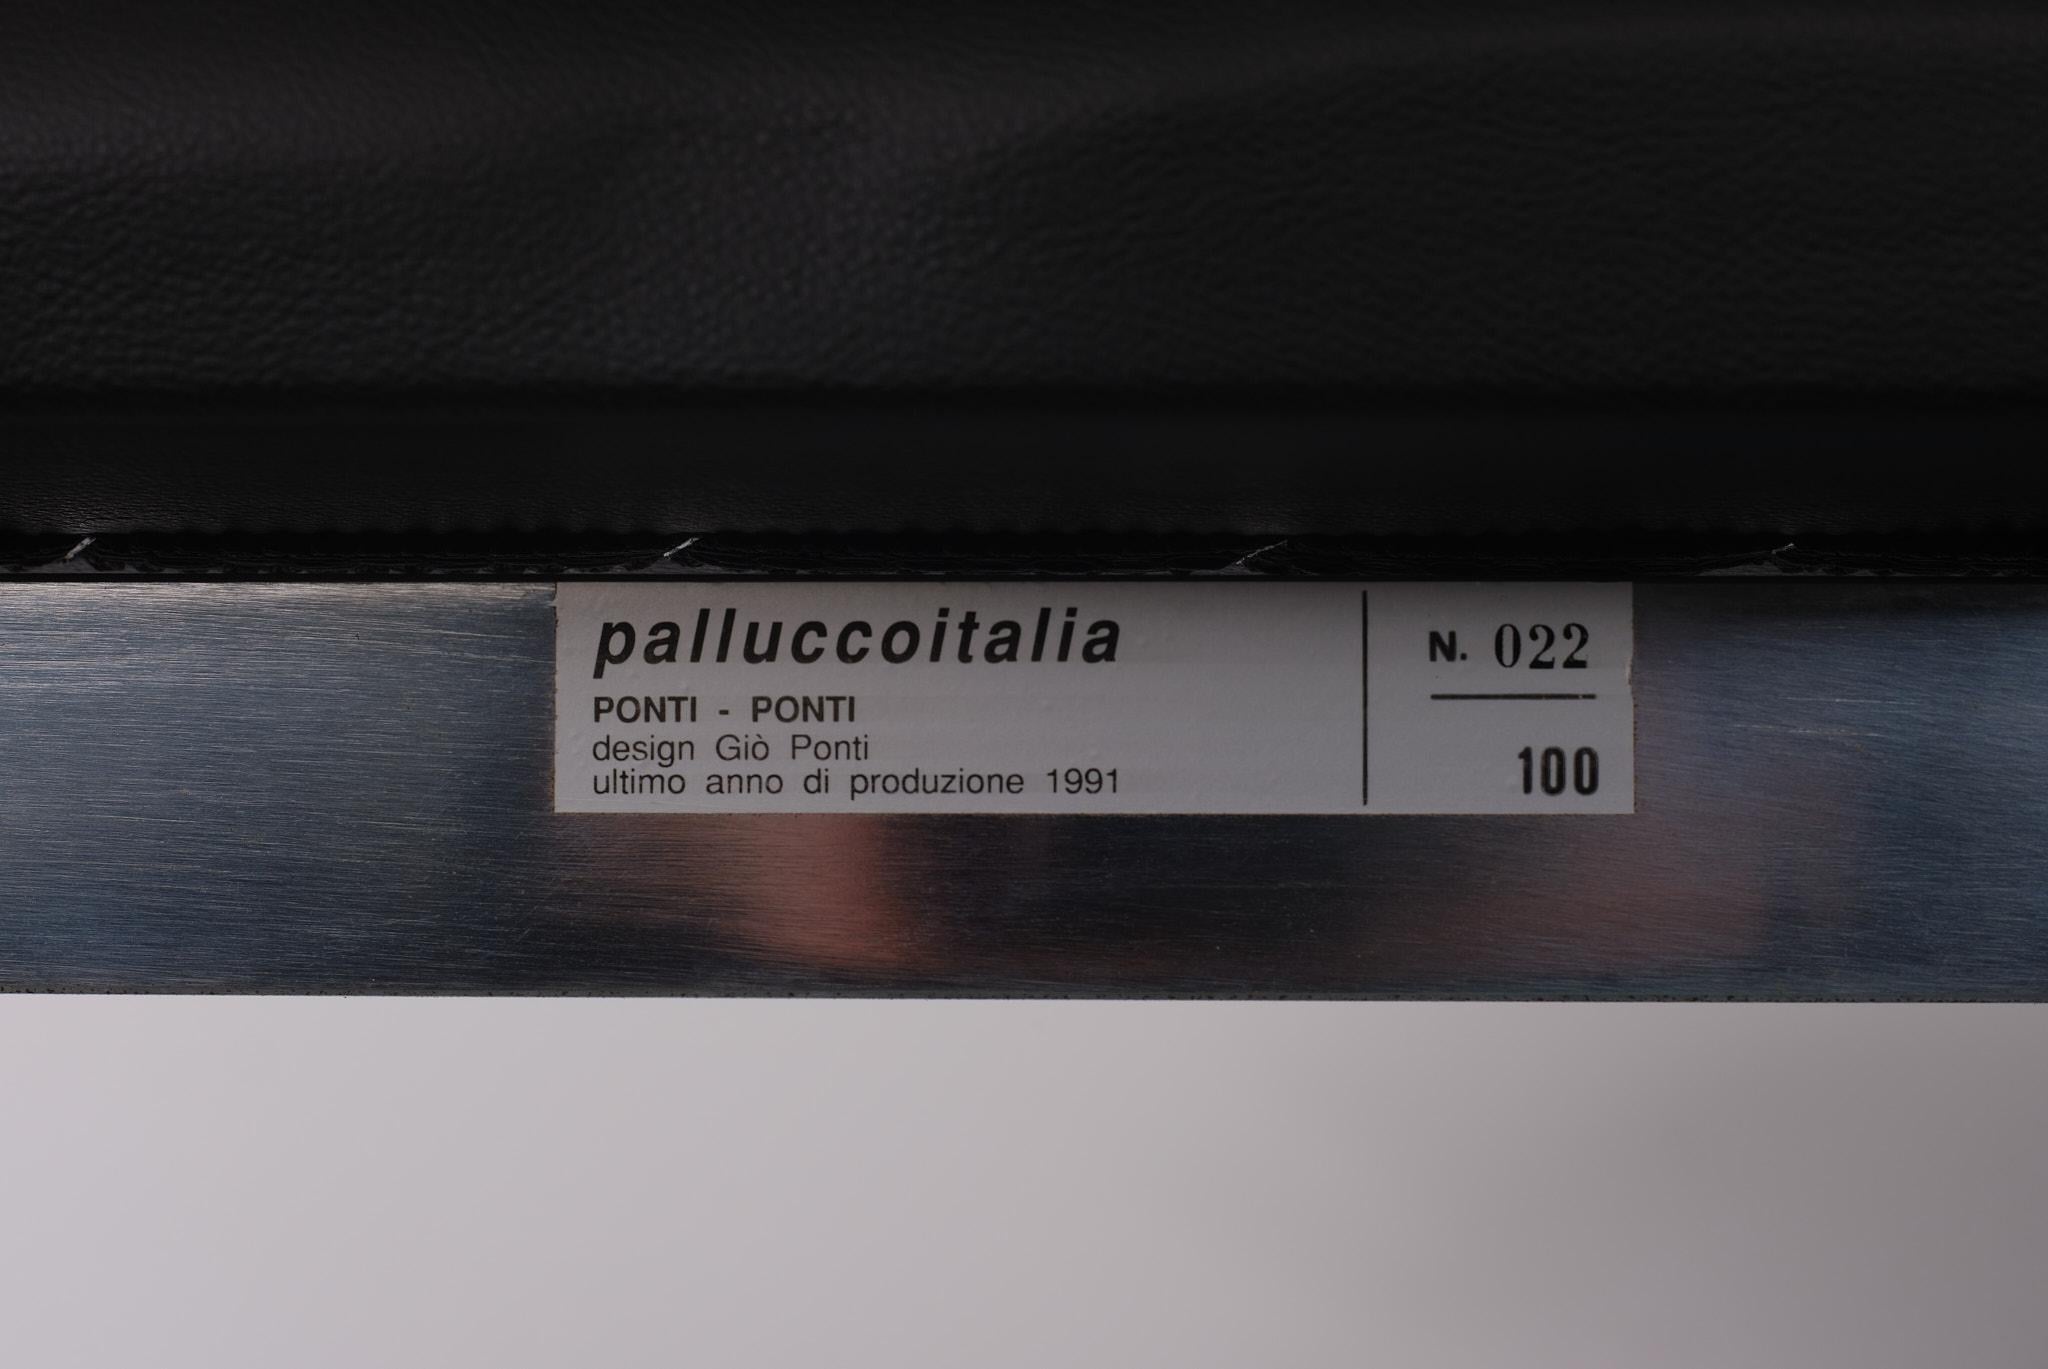 palluccoitalia
PONTI - PONTI
design Giò Ponti
ultimo anno di produzione 1991
N. 022
100